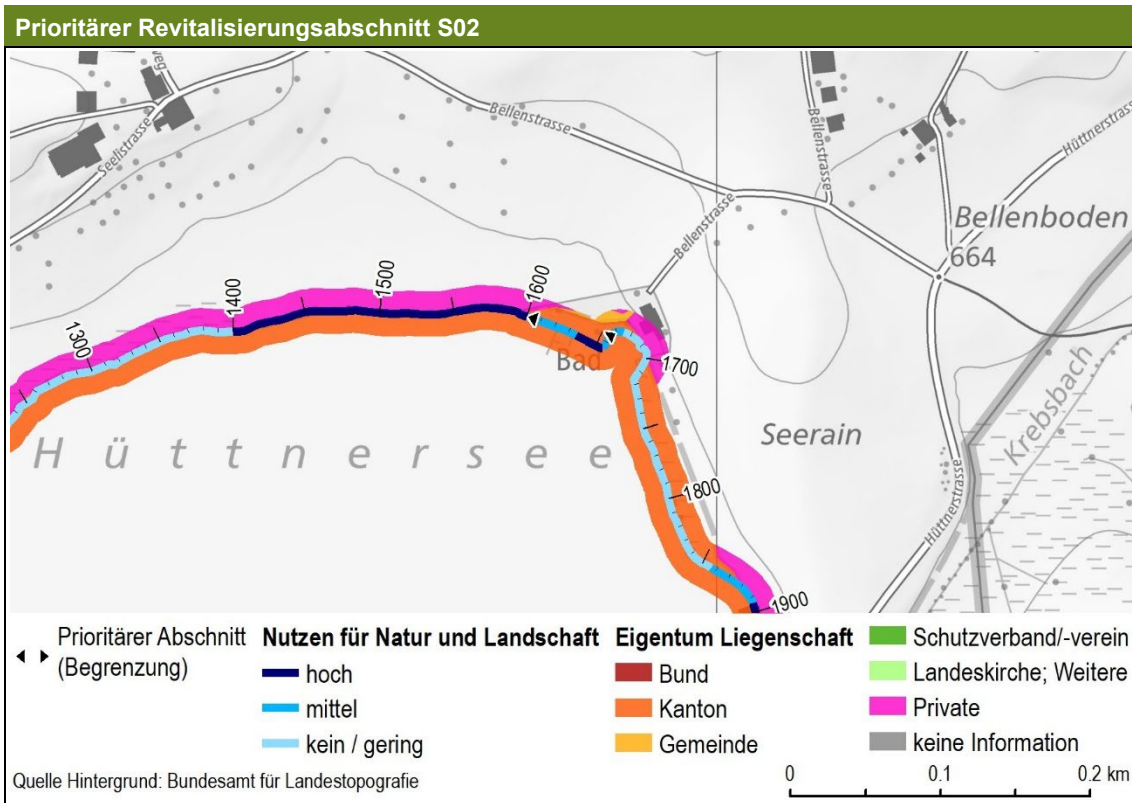 Prioritärer Revitalisierungsabschnitt S02
weg
Seelistrasse
Bellenstrasse
Bellenstrasse
Bellenstrasse
Hüttnerstrasse
Bellenboden
664
1300
1400
1500
1600
Bad
1700
Hüttnersee
Seerain
Krebsbach
1800
Hüttnerstrasse
1900
Prioritärer Abschnitt
(Begrenzung)
Nutzen für Natur und Landschaft
hoch
mittel
kein / gering
Eigentum Liegenschaft
Bund
Kanton
Gemeinde
Schutzverband/-verein
Landeskirche; Weitere
Private
keine Information
Quelle Hintergrund: Bundesamt für Landestopografie
0 0.1 0.2 km